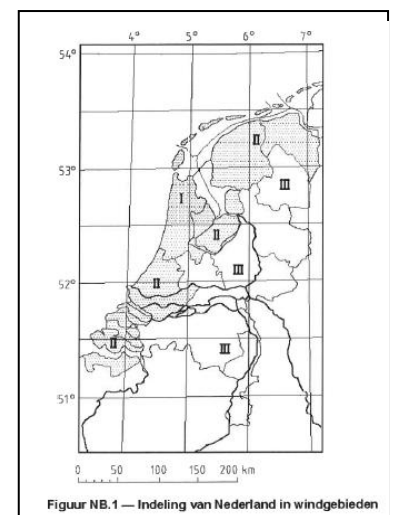 4° 5° 6° 7°
54°
53°
II
III
I
II
III
52°
II
II
III
51°
0 50 100 150 200 km
Figuur NB.1 — Indeling van Nederland in windgebieden